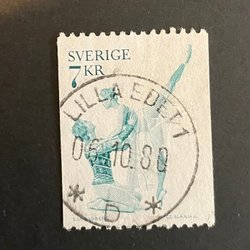 SVERIGE
7 KR
LILLA EDET 1
06.10.80
* D *